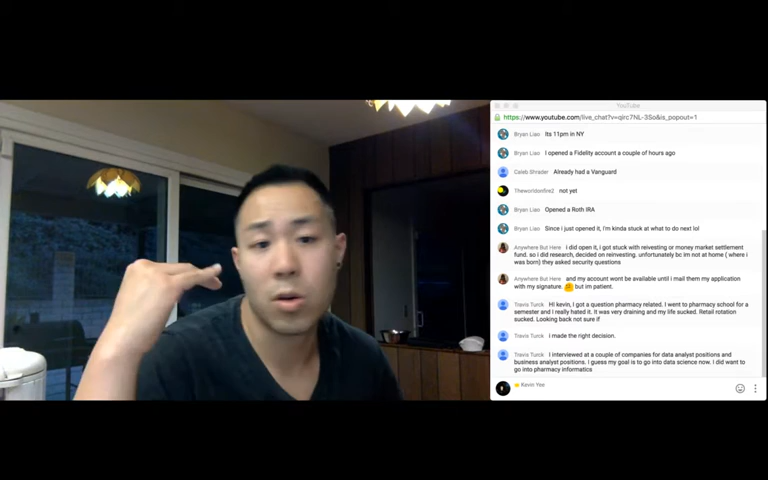 YouTube
https://www.youtube.com/live_chat?v=qirc7NL-3So&is_popout=1
Bryan Liao Its 11pm in NY
Bryan Liao I opened a Fidelity account a couple of hours ago
Caleb Shrader Already had a Vanguard
Theworldonfire2 not yet
Bryan Liao Opened a Roth IRA
Bryan Liao Since I just opened it, I'm kinda stuck at what to do next lol
Anywhere But Here i did open it, i got stuck with reivesting or money market settlement
fund. so i did research, decided on reinvesting. unfortunately bc im not at home ( where i
was born) they asked security questions
Anywhere But Here and my account won't be available until I mail them my application
with my signature. but im patient.
Travis Turck Hi kevin, I got a question pharmacy related. I went to pharmacy school for a
semester and I really hated it. It was very draining and my life sucked. Retail rotation
sucked. Looking back not sure if
Travis Turck i made the right decision.
Travis Turck I interviewed at a couple of companies for data analyst positions and
business analyst positions. I guess my goal is to go into data science now. I did want to
go into pharmacy informatics
Kevin Yee